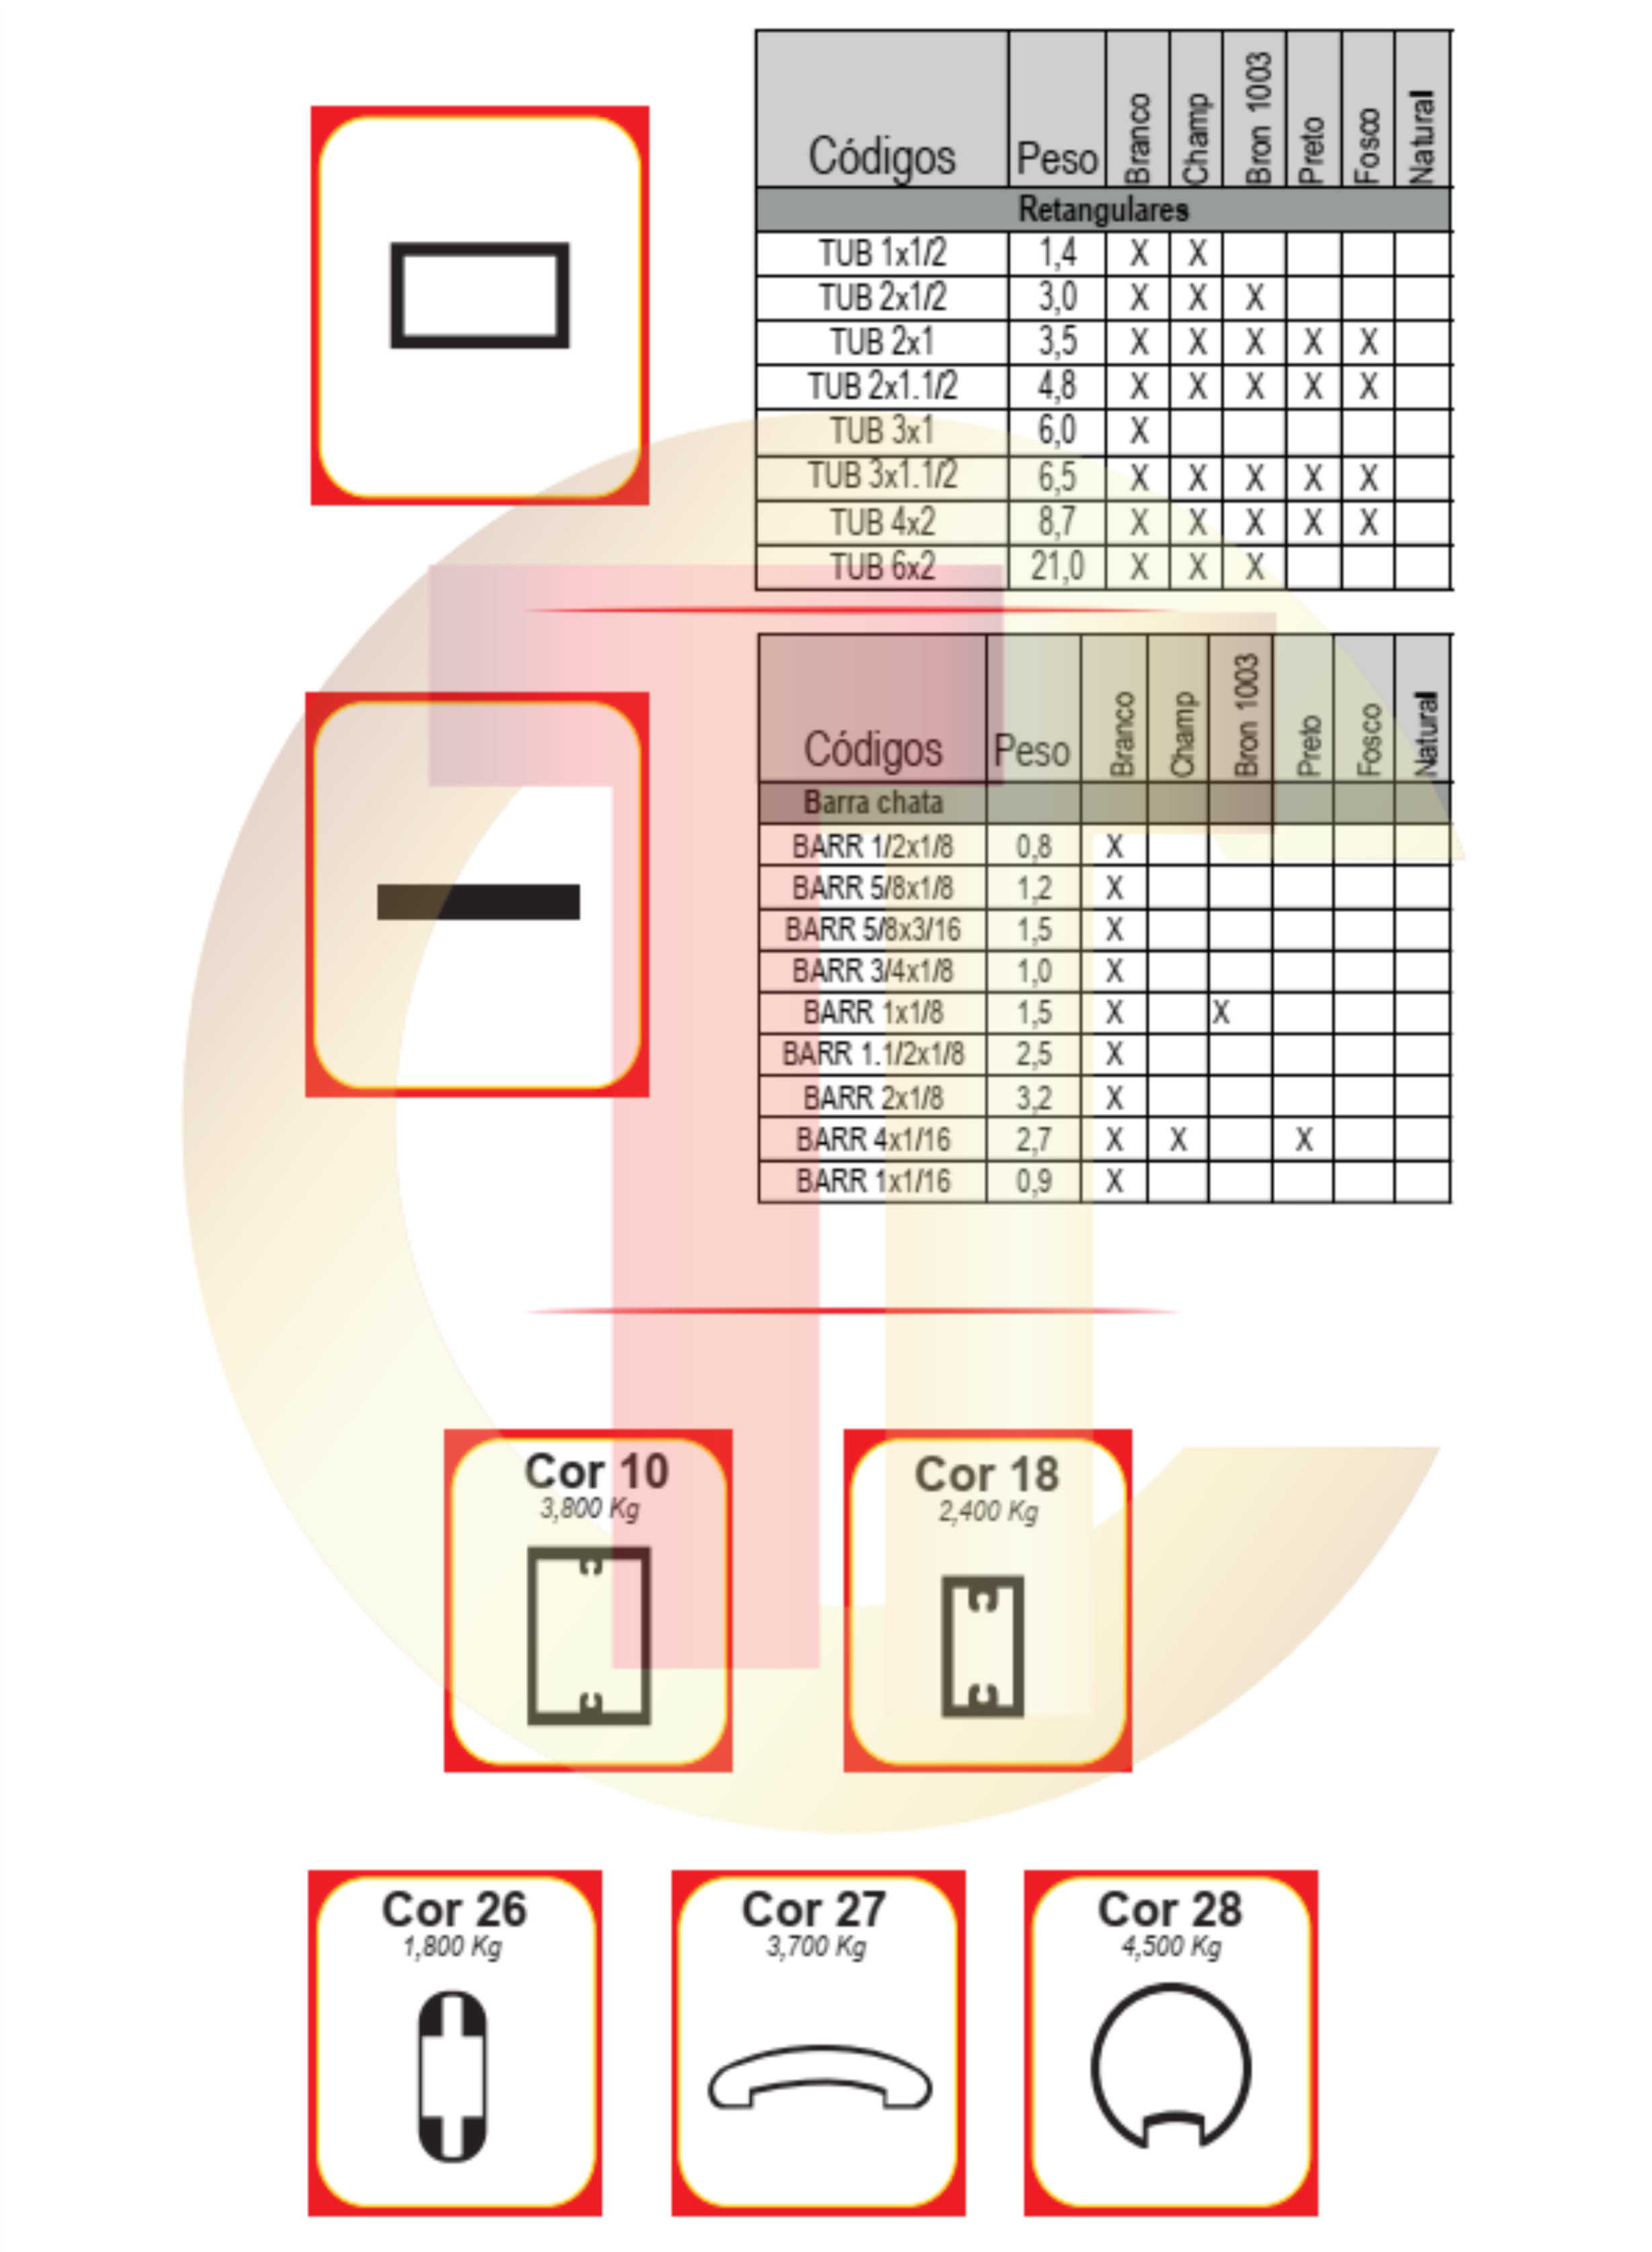 Códigos Peso Branco Champ Bron 1003 Preto Fosco Natural
Retangulares
TUB 1x1/2 1,4 X X
TUB 2x1/2 3,0 X X X
TUB 2x1 3,5 X X X X X
TUB 2x1.1/2 4,8 X X X X X
TUB 3x1 6,0 X
TUB 3x1.1/2 6,5 X X X X X
TUB 4x2 8,7 X X X X X
TUB 6x2 21,0 X X X
Códigos Peso Branco Champ Bron 1003 Preto Fosco Natural
Barra chata
BARR 1/2x1/8 0,8 X
BARR 5/8x1/8 1,2 X
BARR 5/8x3/16 1,5 X
BARR 3/4x1/8 1,0 X
BARR 1x1/8 1,5 X X
BARR 1.1/2x1/8 2,5 X
BARR 2x1/8 3,2 X
BARR 4x1/16 2,7 X X X
BARR 1x1/16 0,9 X
Cor 10
3,800 Kg
Cor 18
2,400 Kg
Cor 26
1,800 Kg
Cor 27
3,700 Kg
Cor 28
4,500 Kg